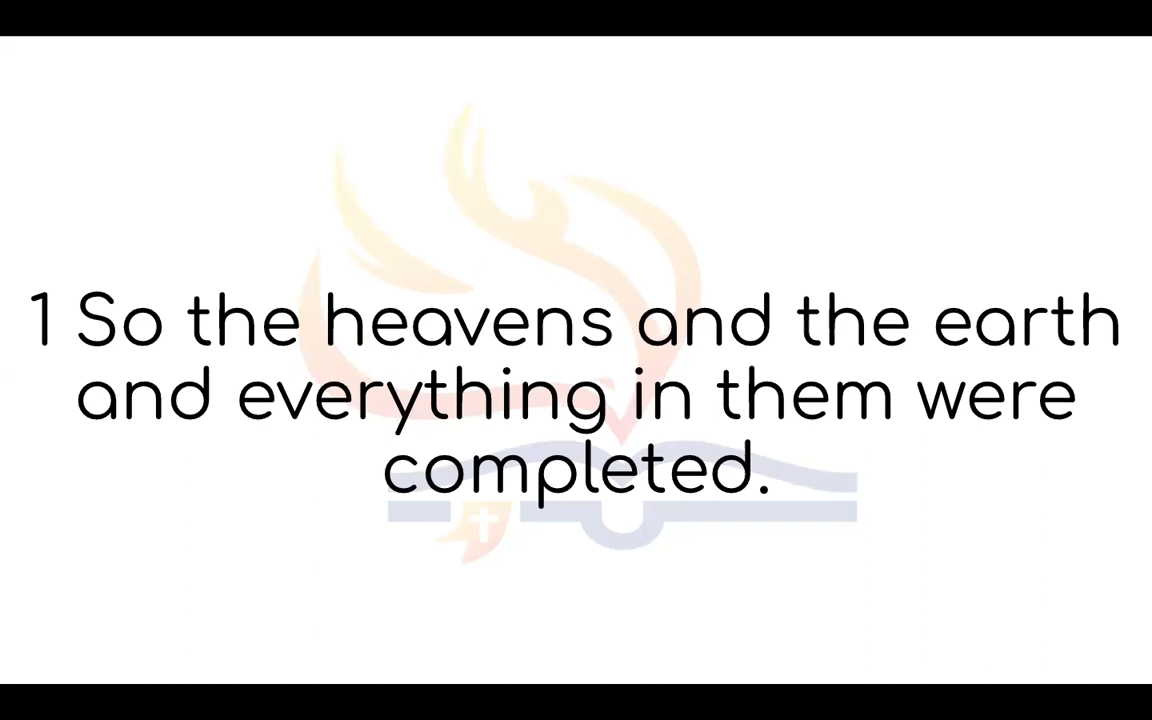 1 So the heavens and the earth
and everything in them were
completed.